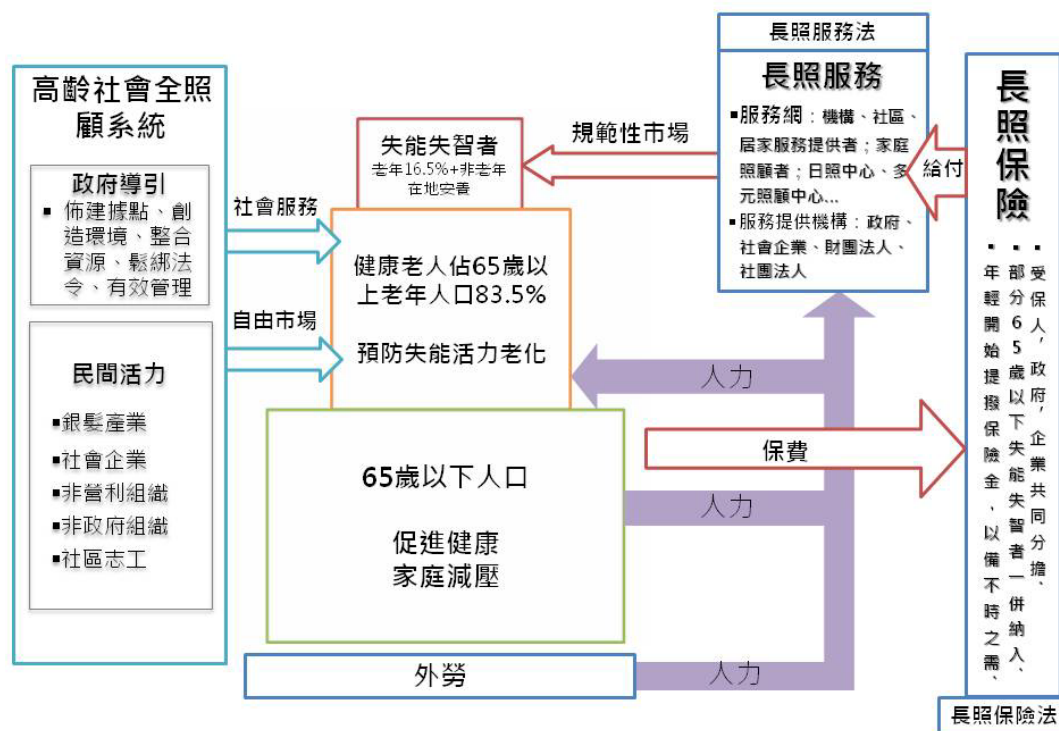 高齡社會全照
顧系統
政府導引
▪ 佈建據點、創
造環境、整合
資源、鬆綁法
令、有效管理
民間活力
▪銀髮產業
▪社會企業
▪非營利組織
▪非政府組織
▪社區志工
社會服務
自由市場
失能失智者
老年16.5%+非老年
在地安養
健康老人佔65歲以
上老年人口83.5%
預防失能活力老化
65歲以下人口
促進健康
家庭減壓
外勞
規範性市場
長照服務法
長照服務
▪服務網：機構、社區、
居家服務提供者；家庭
照顧者；日照中心、多
元照顧中心...
▪服務提供機構：政府、
社會企業、財團法人、
社團法人
給付
人力
保費
人力
人力
長照保險
▪受保人，政府，企業共同分擔、
▪部分65歲以下失能失智者一併納入、
▪年輕開始提撥保險金、以備不時之需、
長照保險法